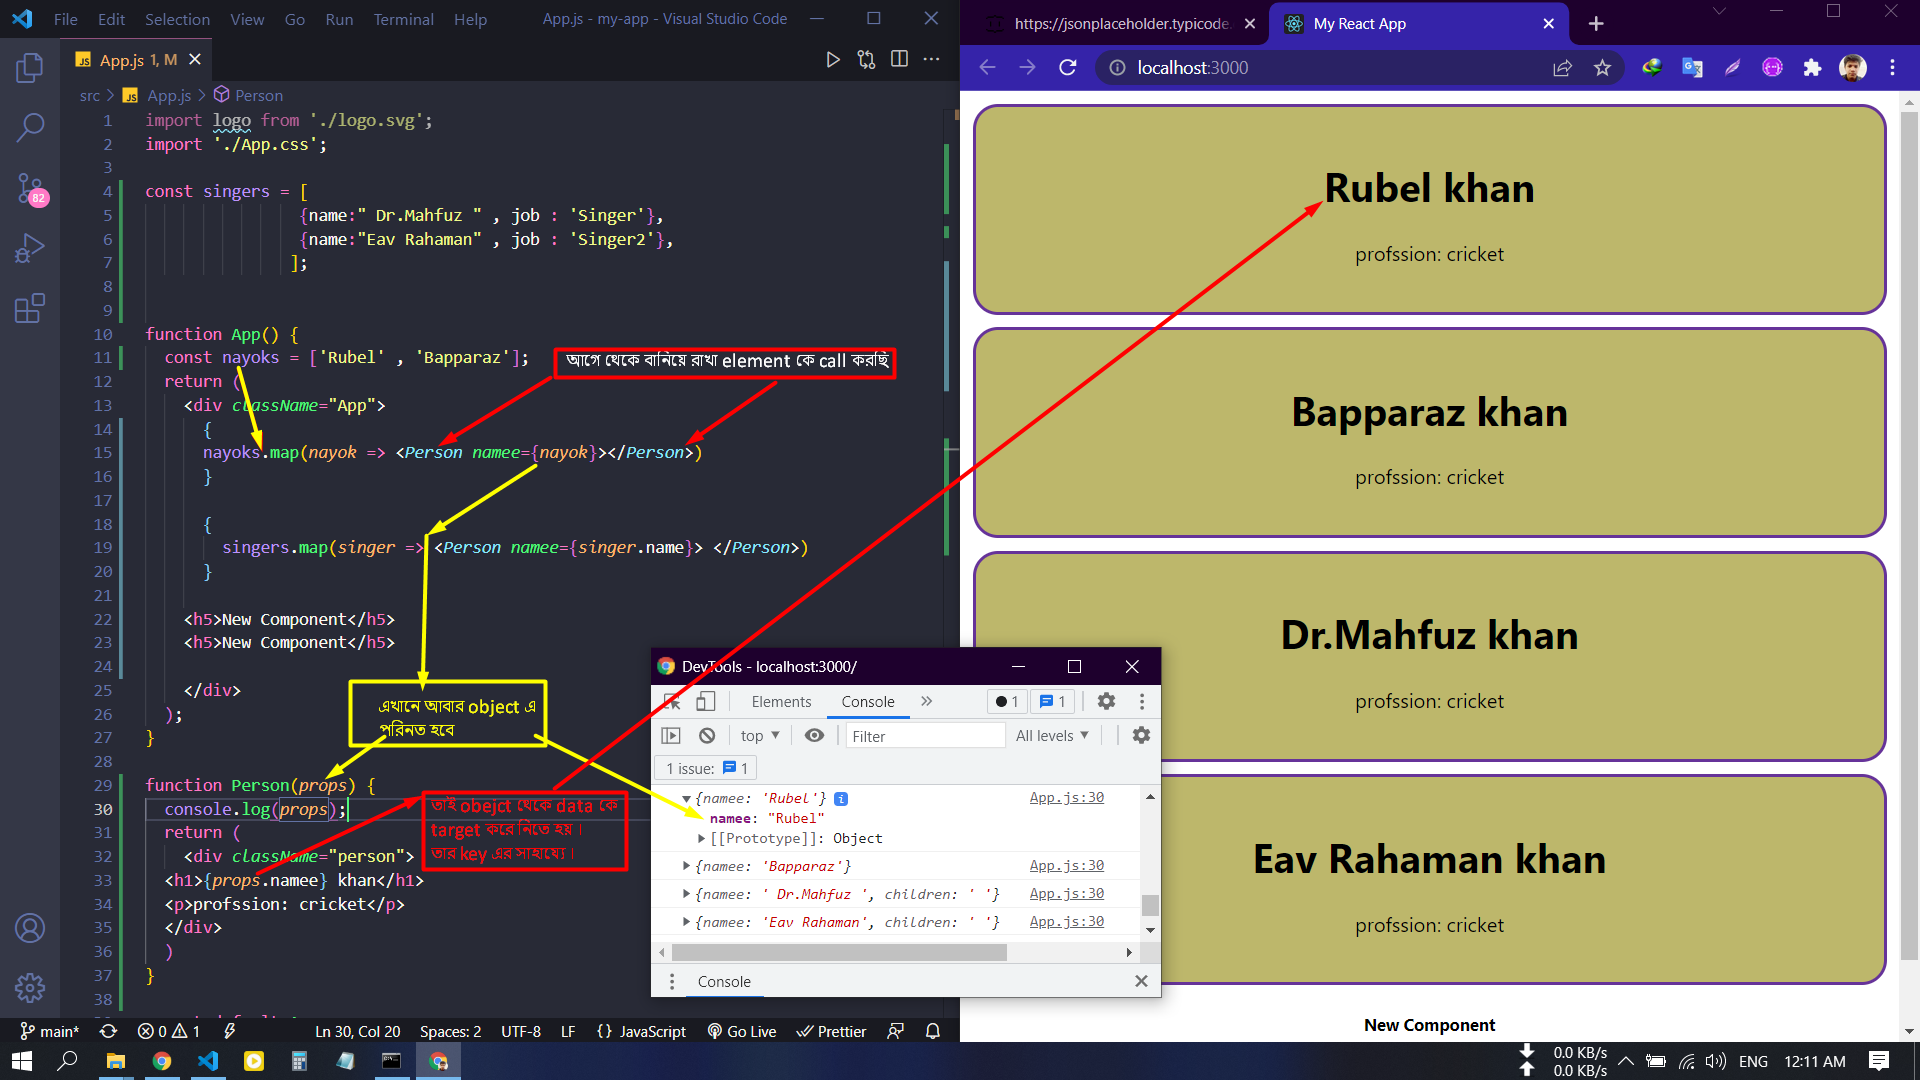 File Edit Selection View Go Run Terminal Help App.js - my-app - Visual Studio Code
App.js 1, M
src > App.js > Person
1 import logo from './logo.svg';
2 import './App.css';
3
4 const singers = [
5 {name:" Dr.Mahfuz " , job : 'Singer'},
6 {name:"Eav Rahaman" , job : 'Singer2'},
7 ];
8
9
10 function App() {
11 const nayoks = ['Rubel' , 'Bapparaz'];
আগে থেকে বানিয়ে রাখা element কে call করছি
12 return (
13 <div className="App">
14 {
15 nayoks.map(nayok => <Person namee={nayok}></Person>)
16 }
17
18 {
19 singers.map(singer => <Person namee={singer.name}> </Person>)
20 }
21
22 <h5>New Component</h5>
23 <h5>New Component</h5>
24
25 </div>
26 );
27 }
এখানে আবার object এ
পরিনত হবে
28
29 function Person(props) {
30 console.log(props);
31 return (
32 <div className="person">
33 <h1>{props.namee} khan</h1>
34 <p>profssion: cricket</p>
35 </div>
36 )
37 }
38
তাই obejct থেকে data কে
target করে নিতে হয় ।
তার key এর সাহায্যে ।
82
main* 0 1 Ln 30, Col 20 Spaces: 2 UTF-8 LF {} JavaScript Go Live Prettier
https://jsonplaceholder.typicode. My React App
localhost:3000
Rubel khan
profssion: cricket
Bapparaz khan
profssion: cricket
Dr.Mahfuz khan
profssion: cricket
Eav Rahaman khan
profssion: cricket
New Component
DevTools - localhost:3000/
Elements Console 1 1
top Filter All levels
1 issue: 1
{namee: 'Rubel'} i App.js:30
namee: "Rubel"
[[Prototype]]: Object
{namee: 'Bapparaz'} App.js:30
{namee: ' Dr.Mahfuz ', children: ' '} App.js:30
{namee: 'Eav Rahaman', children: ' '} App.js:30
Console
0.0 KB/s
0.0 KB/s
ENG 12:11 AM